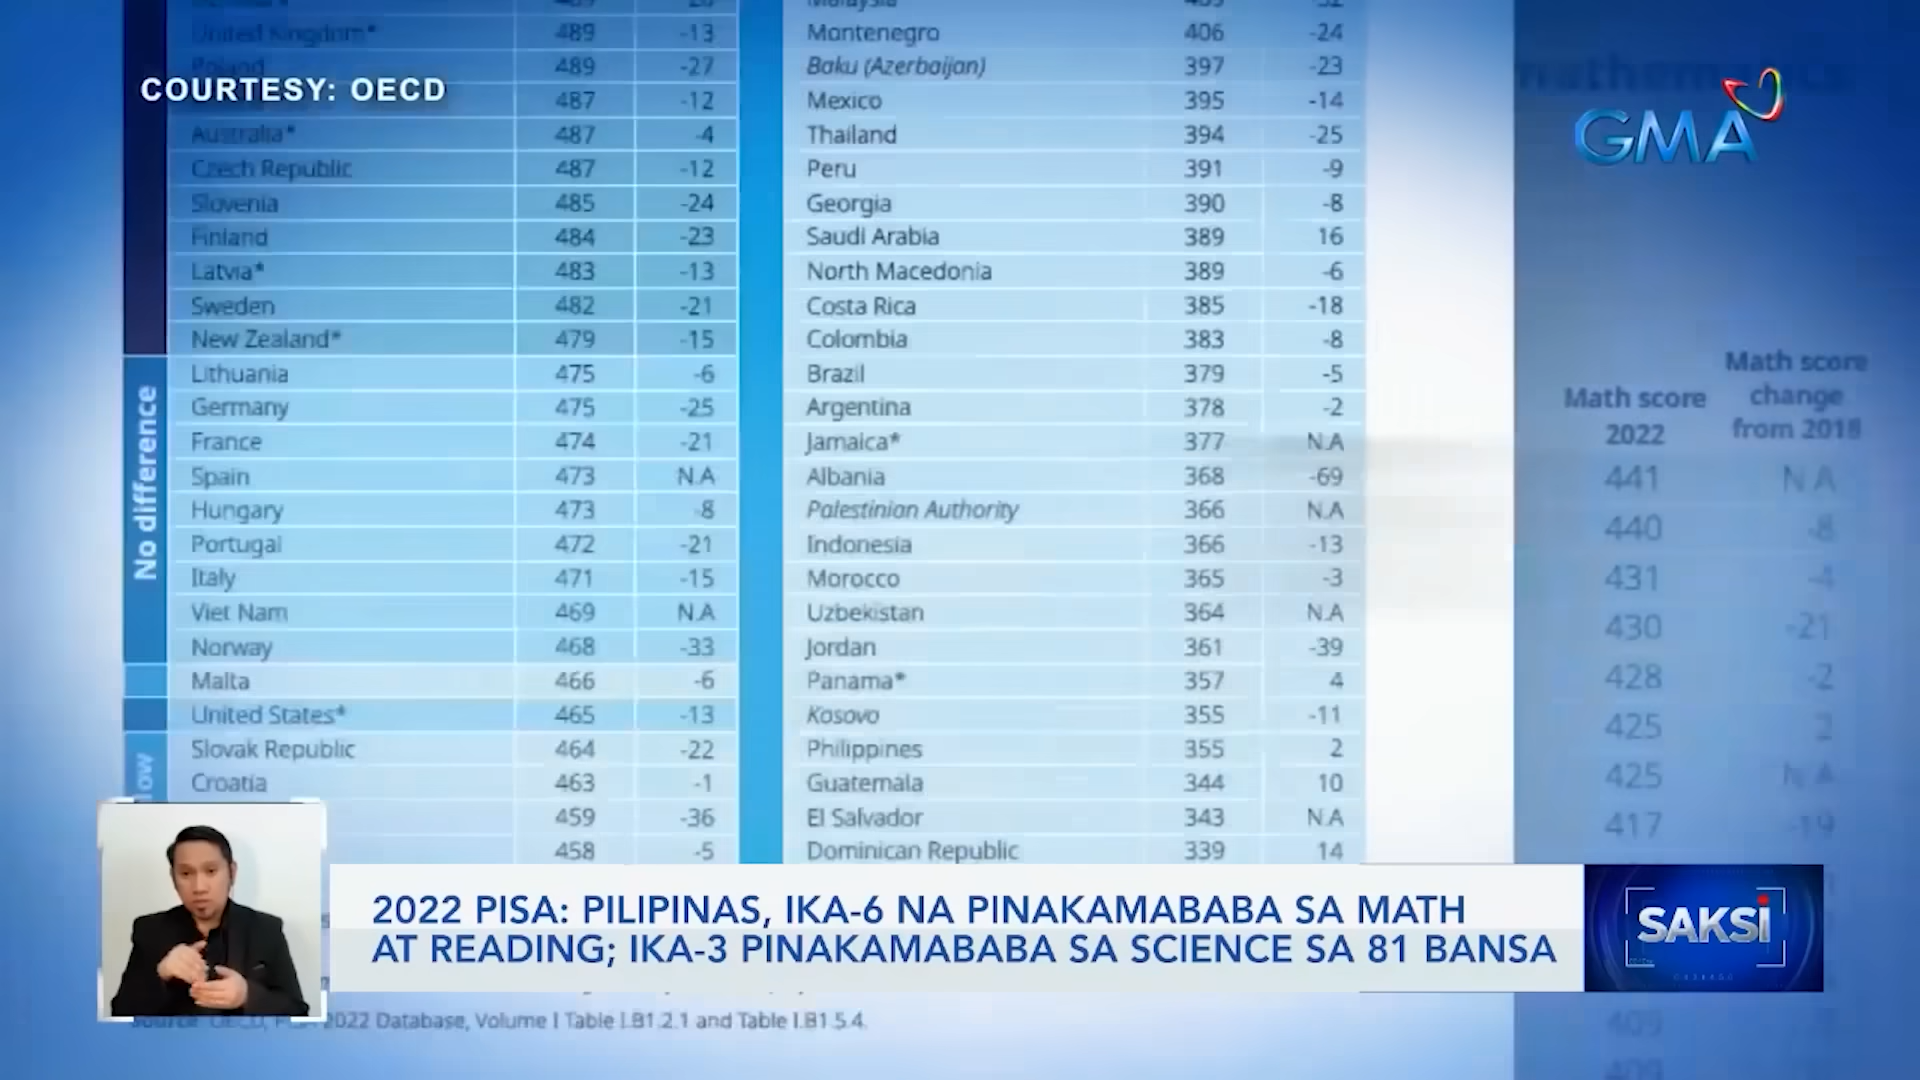 COURTESY: OECD
GMA
United Kingdom* 489 -13
Poland 489 -27
487 -12
Australia* 487 -4
Czech Republic 487 -12
Slovenia 485 -24
Finland 484 -23
Latvia* 483 -13
Sweden 482 -21
New Zealand* 479 -15
No difference
Lithuania 475 -6
Germany 475 -25
France 474 -21
Spain 473 N.A
Hungary 473 -8
Portugal 472 -21
Italy 471 -15
Viet Nam 469 N.A
Norway 468 -33
Malta 466 -6
United States* 465 -13
Slovak Republic 464 -22
Croatia 463 -1
459 -36
458 -5
Malaysia
Montenegro 406 -24
Baku (Azerbaijan) 397 -23
Mexico 395 -14
Thailand 394 -25
Peru 391 -9
Georgia 390 -8
Saudi Arabia 389 16
North Macedonia 389 -6
Costa Rica 385 -18
Colombia 383 -8
Brazil 379 -5
Argentina 378 -2
Jamaica* 377 N.A
Albania 368 -69
Palestinian Authority 366 N.A
Indonesia 366 -13
Morocco 365 -3
Uzbekistan 364 N.A
Jordan 361 -39
Panama* 357 4
Kosovo 355 -11
Philippines 355 2
Guatemala 344 10
El Salvador 343 N.A
Dominican Republic 339 14
mathematics
Math score 2022
Math score change from 2018
441 N A
440 -8
431 -4
430 -21
428 -2
425 2
425 N A
417 -19
409
409
2022 PISA: PILIPINAS, IKA-6 NA PINAKAMABABA SA MATH
AT READING; IKA-3 PINAKAMABABA SA SCIENCE SA 81 BANSA
SAKSI
2022 Database, Volume I Table I.B1.2.1 and Table I.B1.5.4.